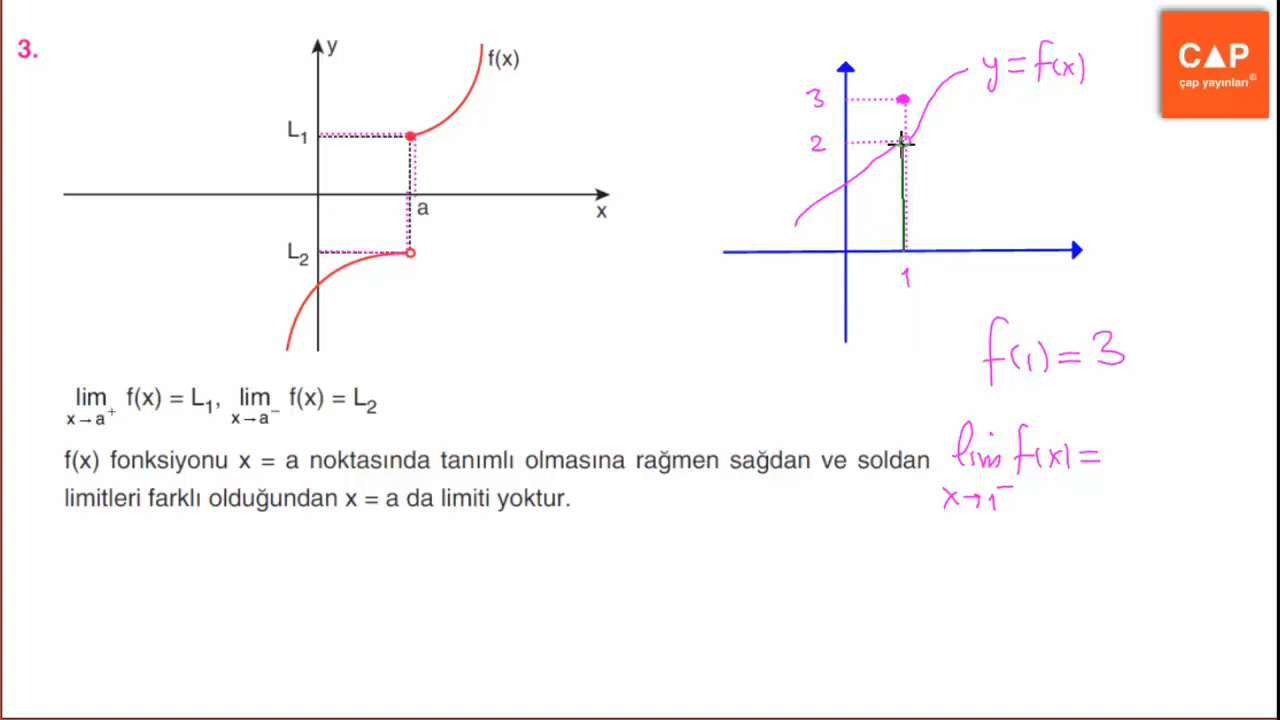 3.
y
f(x)
L₁
a
x
L₂
lim f(x) = L₁, lim f(x) = L₂
x→a⁺ x→a⁻
f(x) fonksiyonu x = a noktasında tanımlı olmasına rağmen sağdan ve soldan
limitleri farklı olduğundan x = a da limiti yoktur.
y = f(x)
3
2
1
f(1) = 3
lim f(x) =
x→1⁻
CAP
çap yayınları®